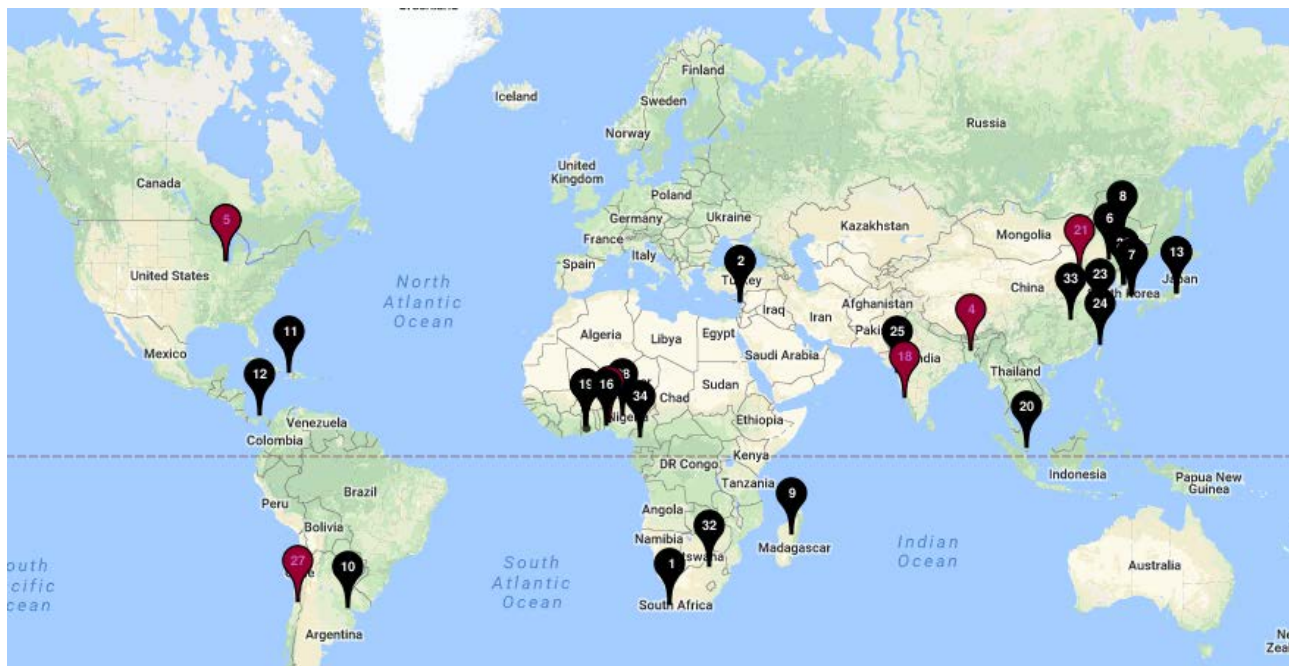 Finland
Iceland
Sweden
Russia
Norway
Canada
United
Kingdom
Poland
Germany
Ukraine
Kazakhstan
France
Mongolia
Italy
Spain
United States
North
Atlantic
Ocean
China
Japan
Afghanistan
Iraq
Iran
Algeria
Libya
Egypt
Mexico
Saudi Arabia
Thailand
Chad
Sudan
Venezuela
Colombia
Ethiopia
Kenya
DR Congo
Indonesia
Tanzania
Papua New
Guinea
Peru
Brazil
Angola
Bolivia
Namibia
Madagascar
Indian
Ocean
South
Atlantic
Ocean
Australia
South Africa
Argentina
5
8
6
21
2
7
13
23
33
24
4
25
18
11
12
19
16
34
20
9
32
27
10
1